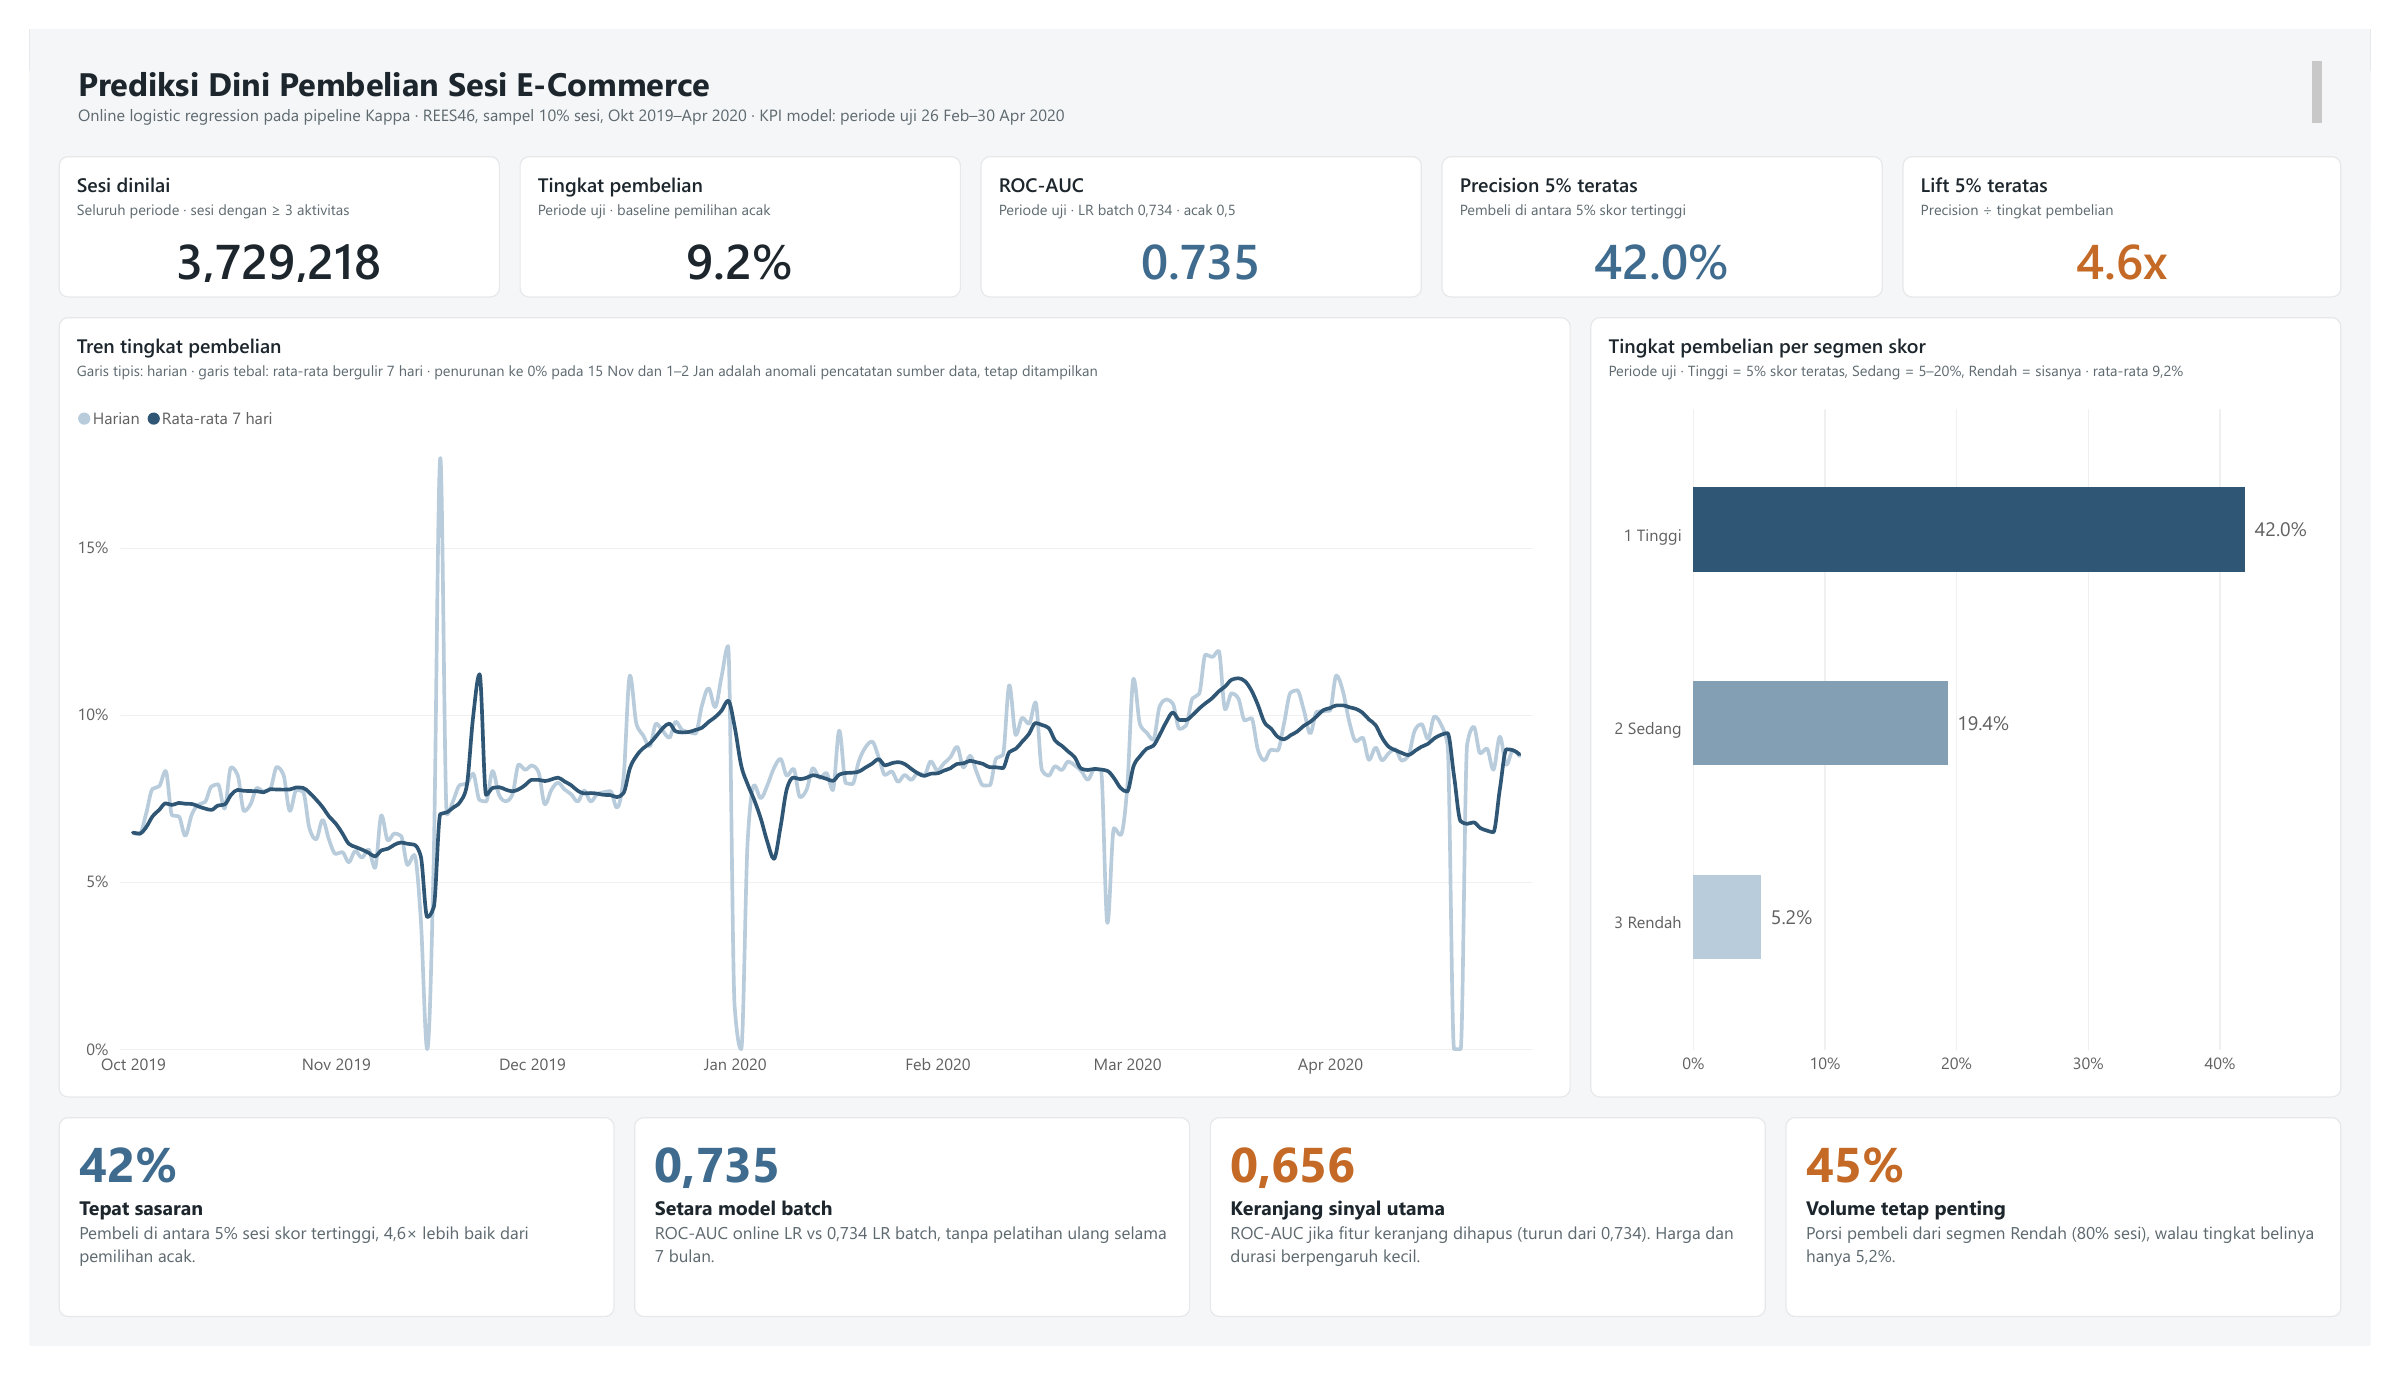 Prediksi Dini Pembelian Sesi E-Commerce
Online logistic regression pada pipeline Kappa · REES46, sampel 10% sesi, Okt 2019–Apr 2020 · KPI model: periode uji 26 Feb–30 Apr 2020
Sesi dinilai
Seluruh periode · sesi dengan ≥ 3 aktivitas
3,729,218
Tingkat pembelian
Periode uji · baseline pemilihan acak
9.2%
ROC-AUC
Periode uji · LR batch 0,734 · acak 0,5
0.735
Precision 5% teratas
Pembeli di antara 5% skor tertinggi
42.0%
Lift 5% teratas
Precision ÷ tingkat pembelian
4.6x
Tren tingkat pembelian
Garis tipis: harian · garis tebal: rata-rata bergulir 7 hari · penurunan ke 0% pada 15 Nov dan 1–2 Jan adalah anomali pencatatan sumber data, tetap ditampilkan
Harian Rata-rata 7 hari
15%
10%
5%
0%
Oct 2019 Nov 2019 Dec 2019 Jan 2020 Feb 2020 Mar 2020 Apr 2020
Tingkat pembelian per segmen skor
Periode uji · Tinggi = 5% skor teratas, Sedang = 5–20%, Rendah = sisanya · rata-rata 9,2%
1 Tinggi 42.0%
2 Sedang 19.4%
3 Rendah 5.2%
0% 10% 20% 30% 40%
42%
Tepat sasaran
Pembeli di antara 5% sesi skor tertinggi, 4,6× lebih baik dari
pemilihan acak.
0,735
Setara model batch
ROC-AUC online LR vs 0,734 LR batch, tanpa pelatihan ulang selama
7 bulan.
0,656
Keranjang sinyal utama
ROC-AUC jika fitur keranjang dihapus (turun dari 0,734). Harga dan
durasi berpengaruh kecil.
45%
Volume tetap penting
Porsi pembeli dari segmen Rendah (80% sesi), walau tingkat belinya
hanya 5,2%.